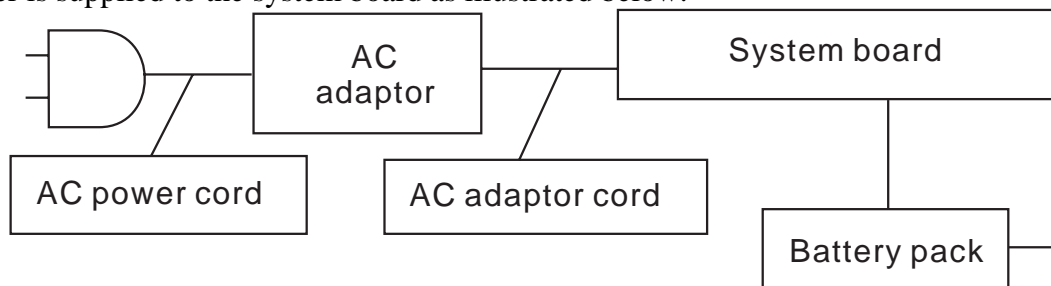 is supplied to the system board as illustrated below:
AC
adaptor
System board
AC power cord
AC adaptor cord
Battery pack